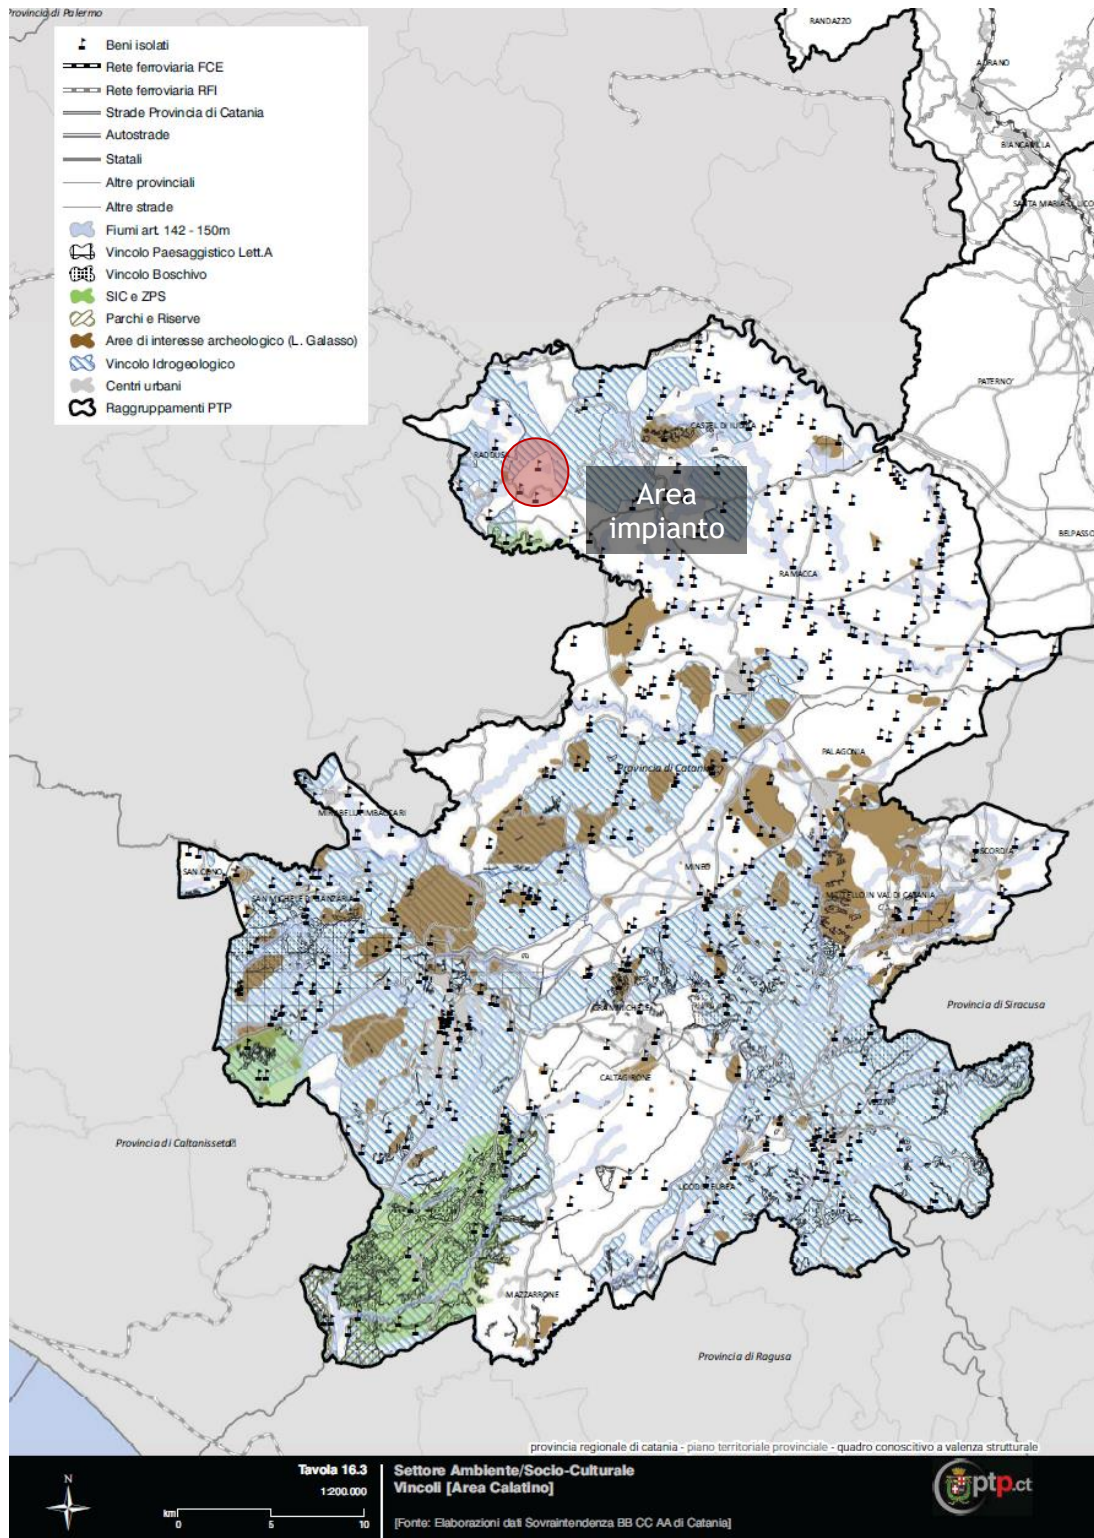 Provincia di Palermo
RANDAZZO
Beni isolati
Rete ferroviaria FCE
Rete ferroviaria RFI
Strade Provincia di Catania
Autostrade
Statali
Altre provinciali
Altre strade
Fiumi art. 142 - 150m
Vincolo Paesaggistico Lett.A
Vincolo Boschivo
SIC e ZPS
Parchi e Riserve
Aree di interesse archeologico (L. Galasso)
Vincolo Idrogeologico
Centri urbani
Raggruppamenti PTP
ADRANO
BIANCAVILLA
SANTA MARIA DI LICO
PATERNO'
CASTEL DI IUDICA
RADDUSA
Area
impianto
BELPASSO
RAMACCA
PALAGONIA
Provincia di Catania
MIRABELLA IMBACCARI
SCORDIA
MINEO
SAN CONO
SAN MICHELE DI GANZARIA
MILITELLO IN VAL DI CATANIA
Provincia di Siracusa
GRAMMICHELE
CALTAGIRONE
VIZZINI
Provincia di Caltanissetta
LICODIA EUBEA
MAZZARRONE
Provincia di Ragusa
provincia regionale di catania - piano territoriale provinciale - quadro conoscitivo a valenza strutturale
N
Tavola 16.3
1:200.000
km
0 5 10
Settore Ambiente/Socio-Culturale
Vincoli [Area Calatino]
[Fonte: Elaborazioni dati Sovraintendenza BB CC AA di Catania]
ptp.ct